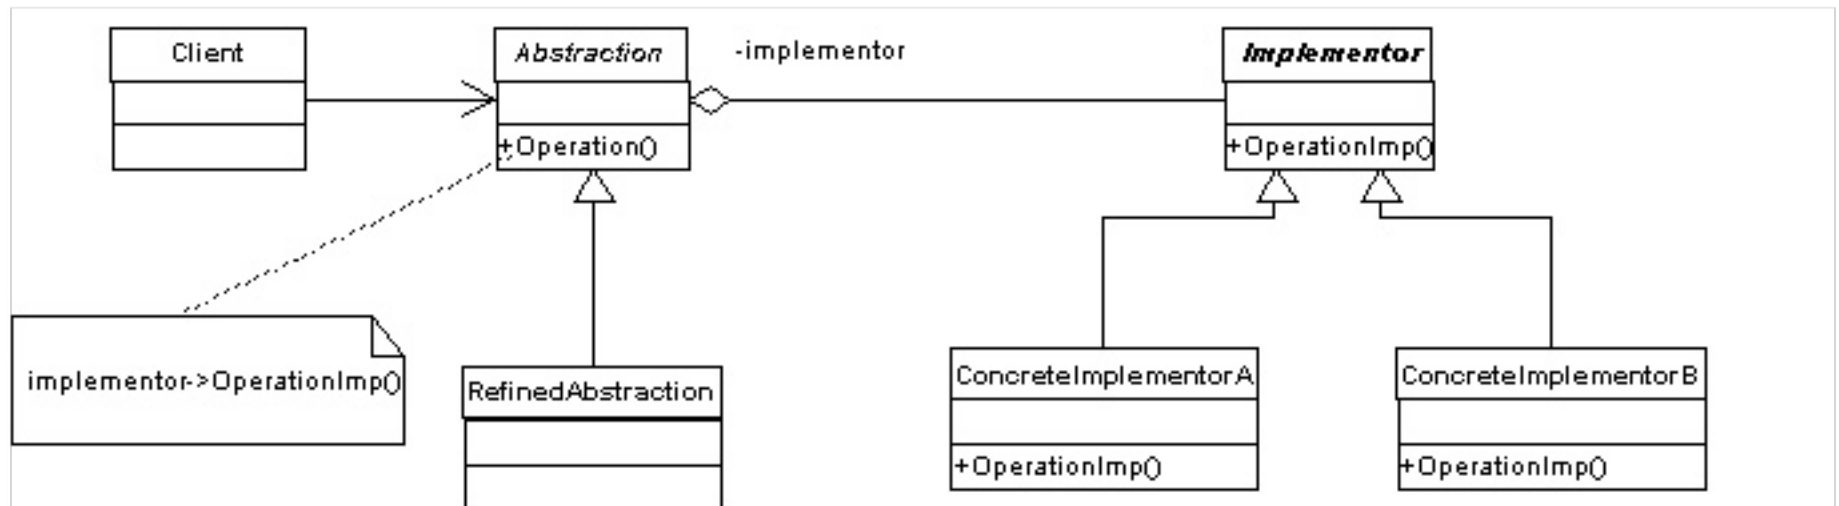 Client
Abstraction
-implementor
Implementor
+Operation()
+OperationImp()
implementor->OperationImp()
RefinedAbstraction
ConcreteImplementorA
ConcreteImplementorB
+OperationImp()
+OperationImp()